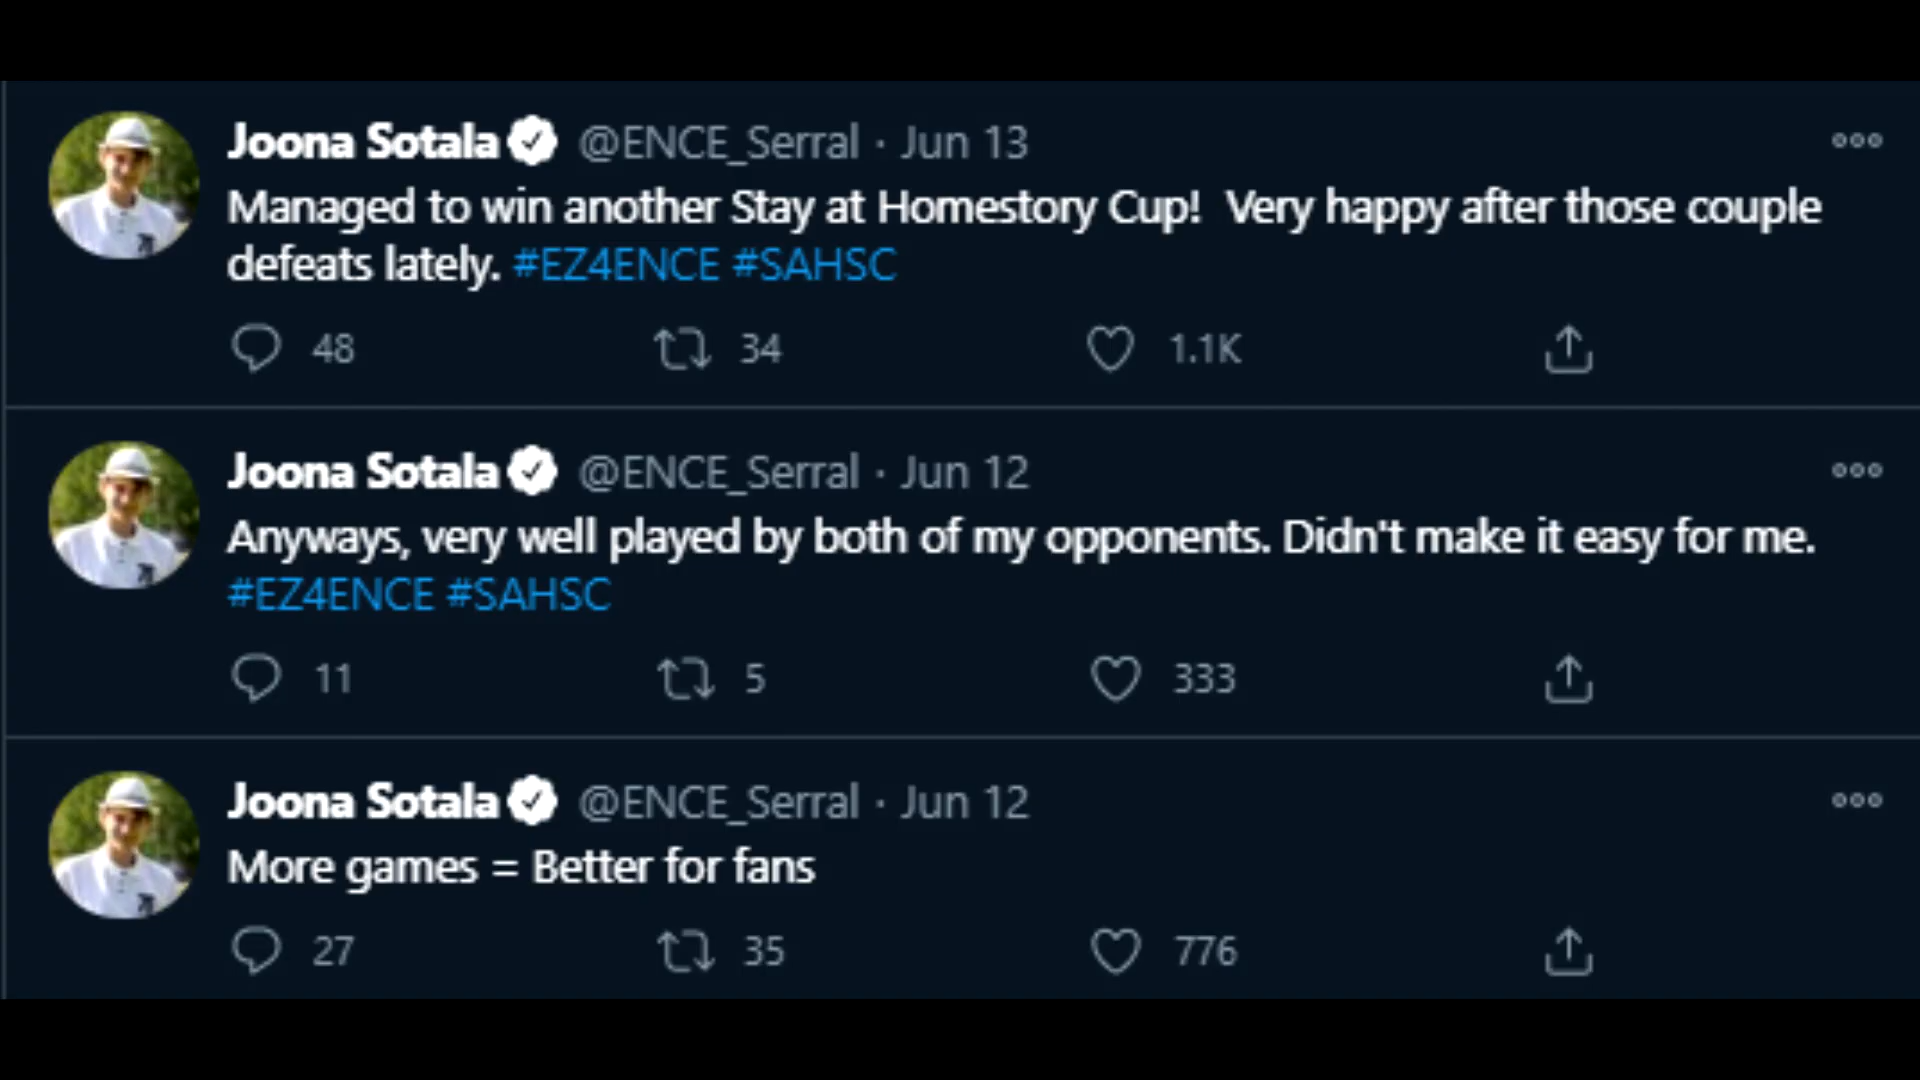 Joona Sotala @ENCE_Serral · Jun 13
Managed to win another Stay at Homestory Cup!  Very happy after those couple
defeats lately. #EZ4ENCE #SAHSC
48 34 1.1K
Joona Sotala @ENCE_Serral · Jun 12
Anyways, very well played by both of my opponents. Didn't make it easy for me.
#EZ4ENCE #SAHSC
11 5 333
Joona Sotala @ENCE_Serral · Jun 12
More games = Better for fans
27 35 776